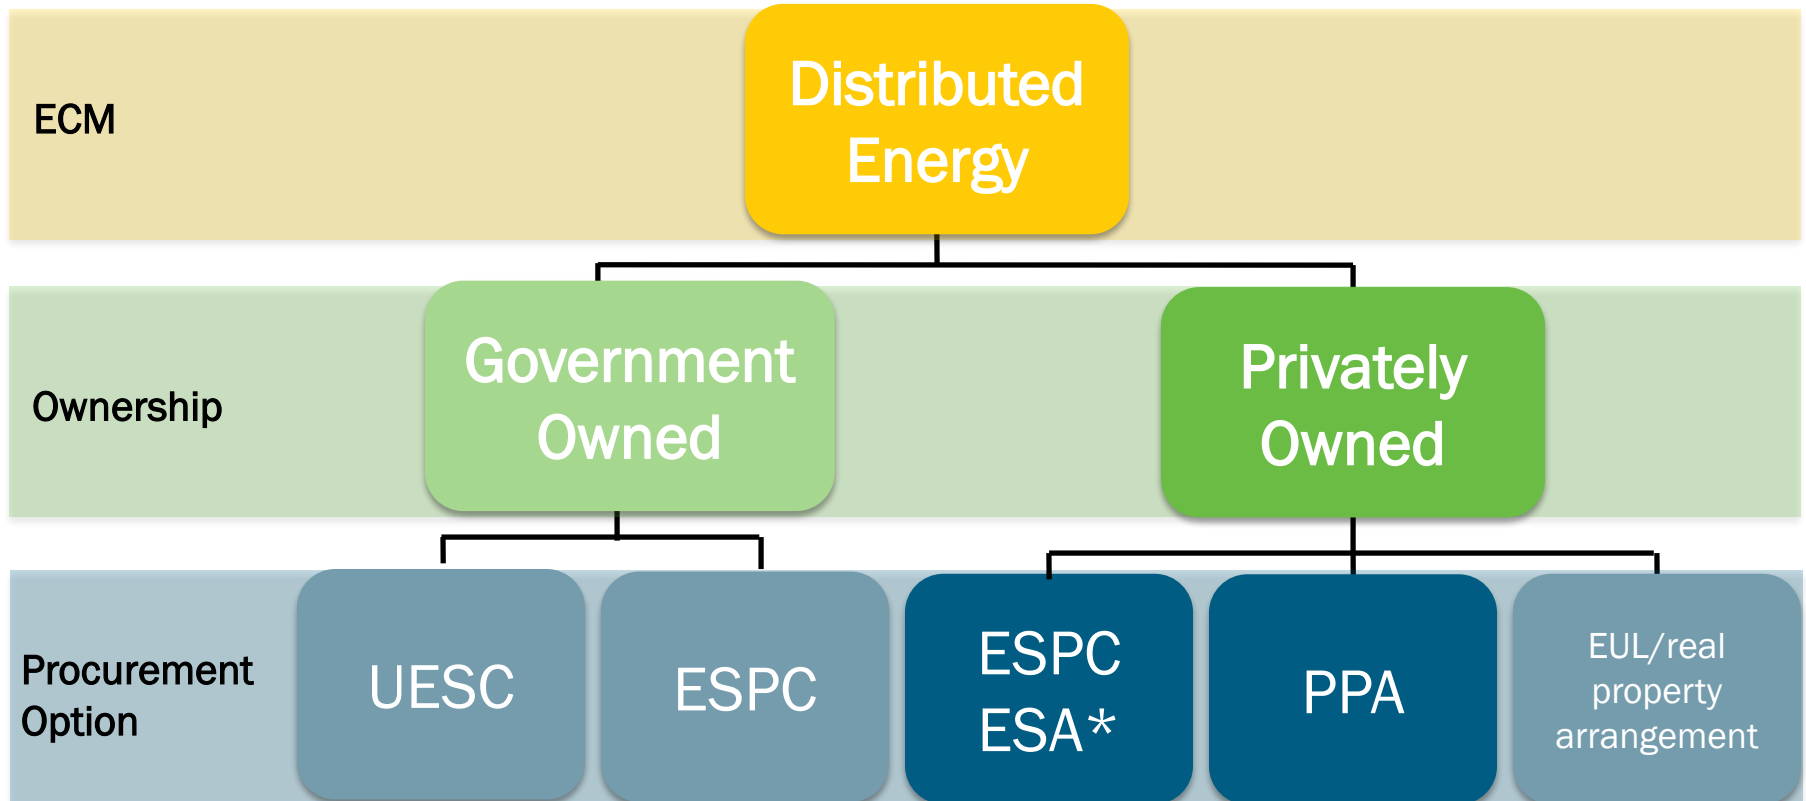 ECM
Distributed
Energy
Ownership
Government
Owned
Privately
Owned
Procurement
Option
UESC
ESPC
ESPC
ESA*
PPA
EUL/real
property
arrangement